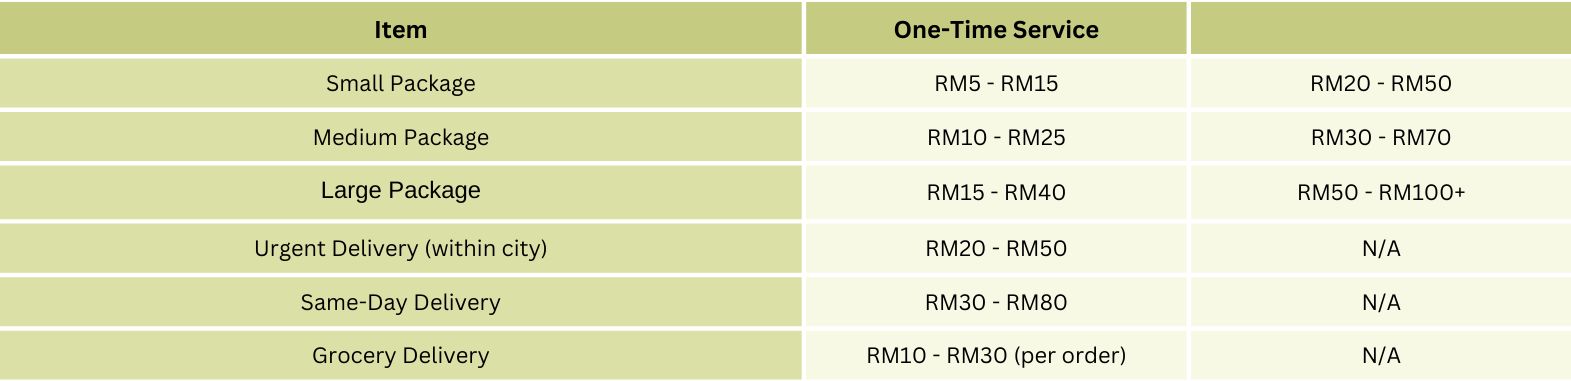 Item One-Time Service
Small Package RM5 - RM15 RM20 - RM50
Medium Package RM10 - RM25 RM30 - RM70
Large Package RM15 - RM40 RM50 - RM100+
Urgent Delivery (within city) RM20 - RM50 N/A
Same-Day Delivery RM30 - RM80 N/A
Grocery Delivery RM10 - RM30 (per order) N/A